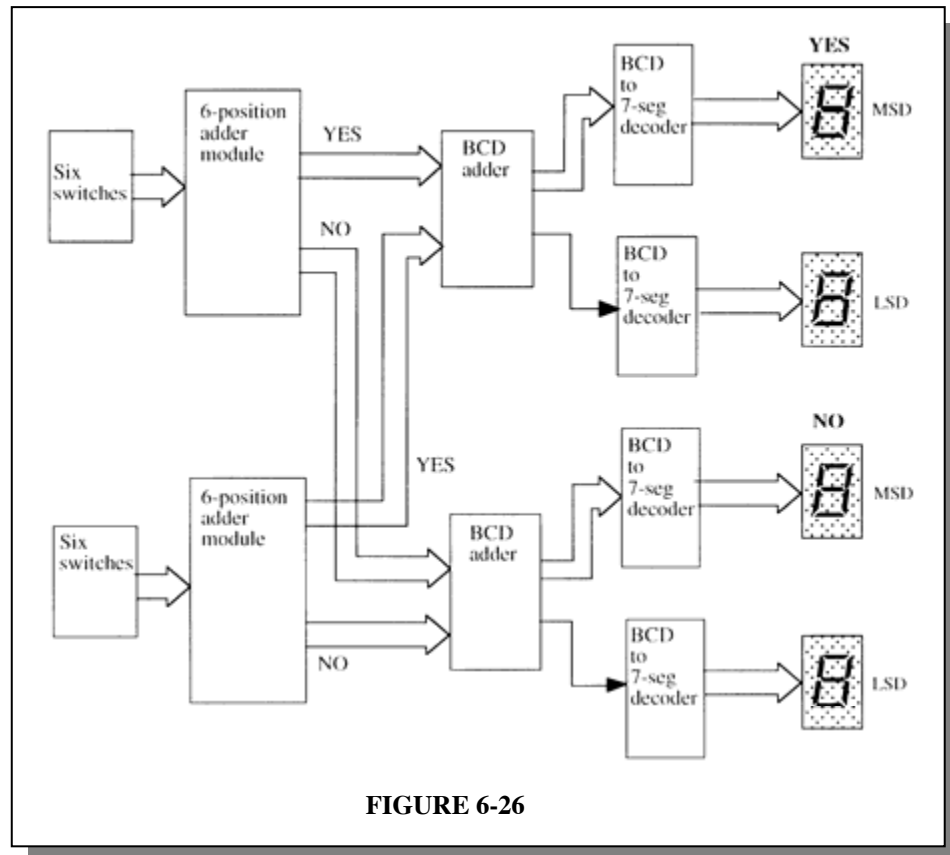 YES
BCD
to
7-seg
decoder
MSD
6-position
adder
module
YES
BCD
adder
Six
switches
NO
BCD
to
7-seg
decoder
LSD
NO
BCD
to
7-seg
decoder
MSD
YES
6-position
adder
module
BCD
adder
Six
switches
NO
BCD
to
7-seg
decoder
LSD
FIGURE 6-26